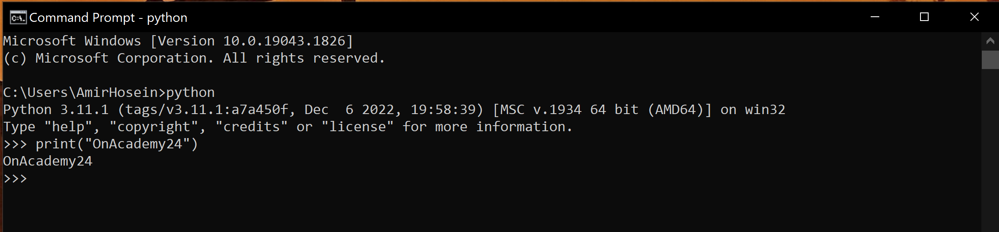 Command Prompt - python
Microsoft Windows [Version 10.0.19043.1826]
(c) Microsoft Corporation. All rights reserved.
C:\Users\AmirHosein>python
Python 3.11.1 (tags/v3.11.1:a7a450f, Dec  6 2022, 19:58:39) [MSC v.1934 64 bit (AMD64)] on win32
Type "help", "copyright", "credits" or "license" for more information.
>>> print("OnAcademy24")
OnAcademy24
>>>